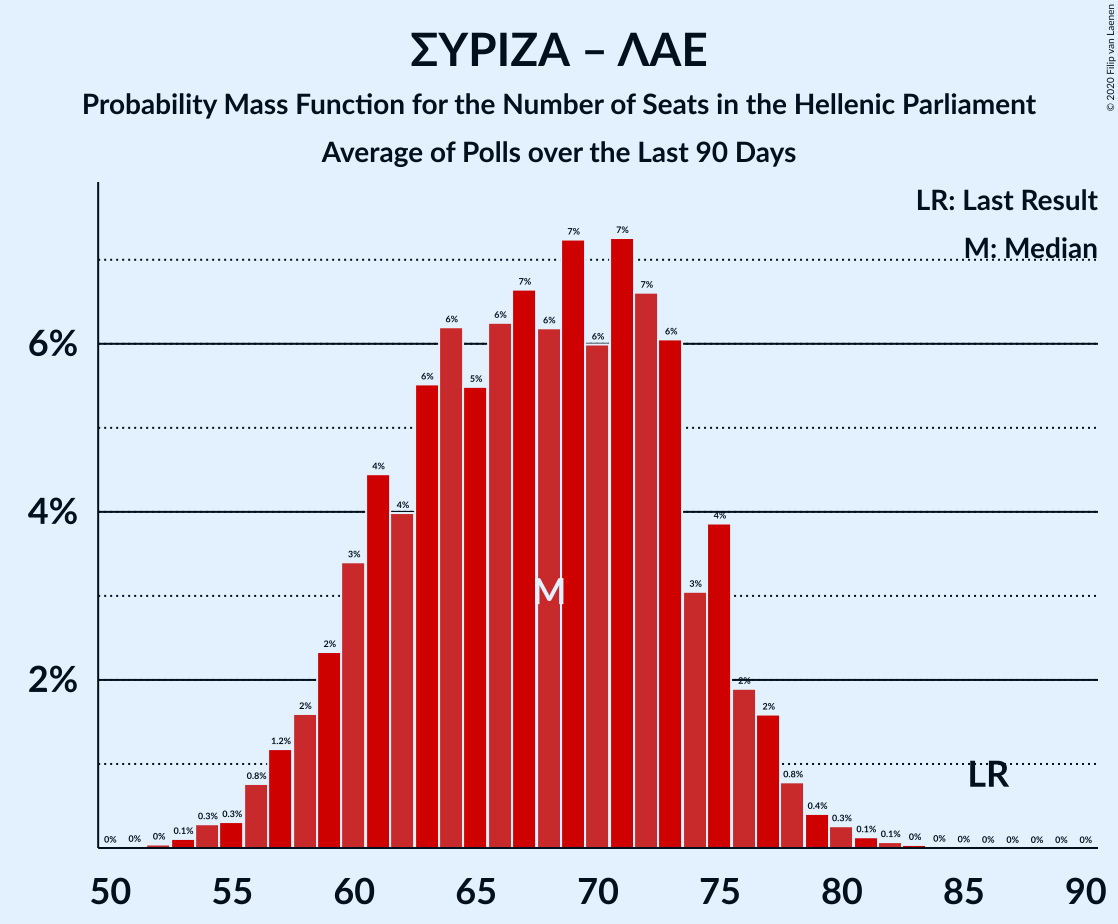 ΣΥΡΙΖΑ – ΛΑΕ
Probability Mass Function for the Number of Seats in the Hellenic Parliament
Average of Polls over the Last 90 Days
© 2020 Filip van Laenen
LR: Last Result
M: Median
6%
4%
2%
0% 0% 0% 0.1% 0.3% 0.3% 0.8% 1.2% 2% 2% 3% 4% 4% 6% 6% 5% 6% 7% 6% 7% 6% 7% 7% 6% 3% 4% 2% 2% 0.8% 0.4% 0.3% 0.1% 0.1% 0% 0% 0% 0% 0% 0% 0% 0%
M
LR
50 55 60 65 70 75 80 85 90